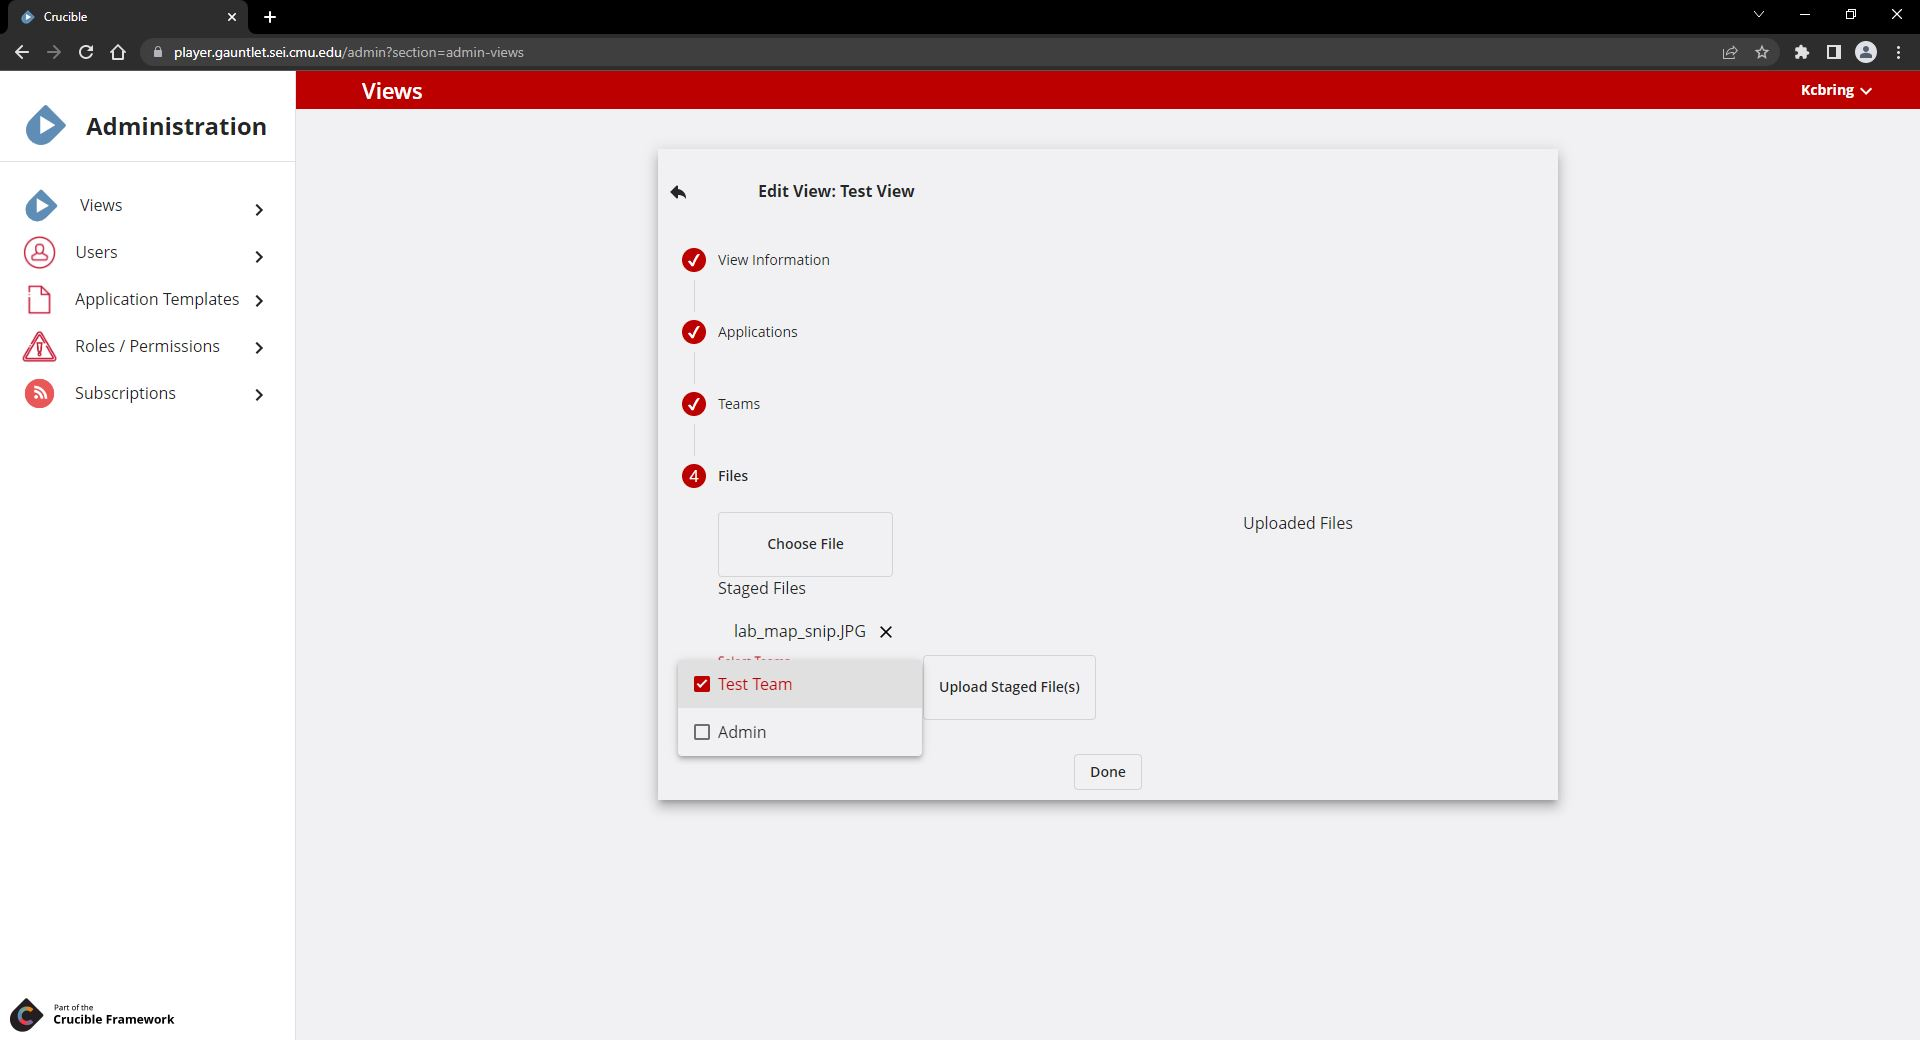 Crucible
player.gauntlet.sei.cmu.edu/admin?section=admin-views
Administration
Views
Kcbring
Views
Users
Application Templates
Roles / Permissions
Subscriptions
Edit View: Test View
View Information
Applications
Teams
4 Files
Choose File
Uploaded Files
Staged Files
lab_map_snip.JPG
Test Team
Upload Staged File(s)
Admin
Done
Part of the
Crucible Framework